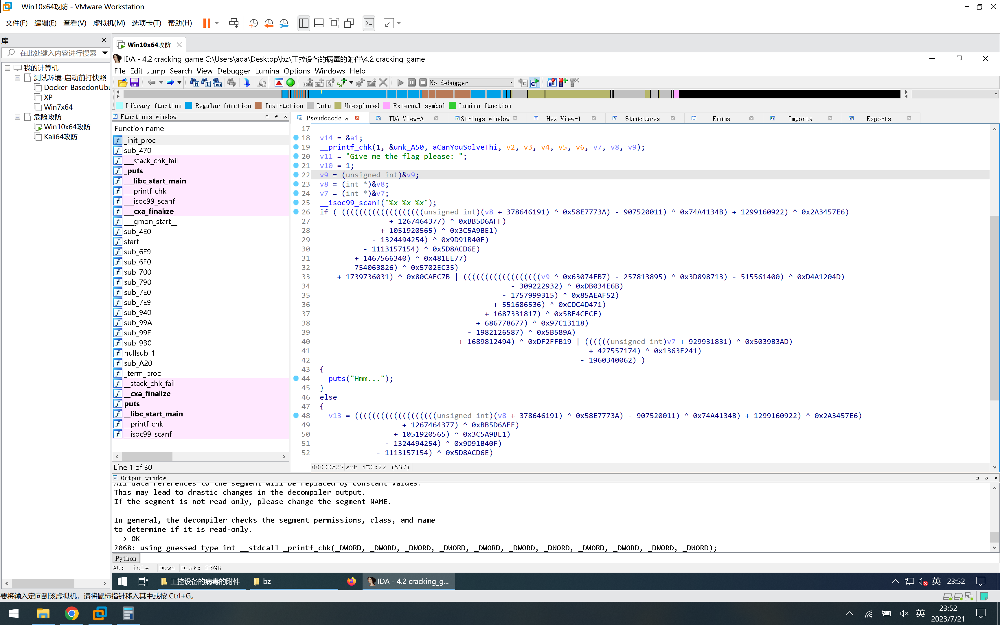 Win10x64攻防 - VMware Workstation
文件(F) 编辑(E) 查看(V) 虚拟机(M) 选项卡(T) 帮助(H)
库
在此处键入内容进行搜索
我的计算机
测试环境-启动前打快照
Docker-BasedonUbu
XP
Win7x64
危险攻防
Win10x64攻防
Kali64攻防
Win10x64攻防
IDA - 4.2 cracking_game C:\Users\ada\Desktop\bz\工控设备的病毒的附件\4.2 cracking_game
File Edit Jump Search View Debugger Lumina Options Windows Help
No debugger
Library function Regular function Instruction Data Unexplored External symbol Lumina function
Functions window
Function name
_init_proc
sub_470
___stack_chk_fail
_puts
___libc_start_main
___printf_chk
___isoc99_scanf
___cxa_finalize
___gmon_start__
sub_4E0
start
sub_6E9
sub_6F0
sub_700
sub_790
sub_7E0
sub_7E9
sub_940
sub_99A
sub_99E
sub_9B0
nullsub_1
sub_A20
_term_proc
__stack_chk_fail
__cxa_finalize
puts
__libc_start_main
__printf_chk
__isoc99_scanf
Line 1 of 30
Pseudocode-A IDA View-A Strings window Hex View-1 Structures Enums Imports Exports
17
18 v14 = &a1;
19 __printf_chk(1, &unk_A50, aCanYouSolveThi, v2, v3, v4, v5, v6, v7, v8, v9);
20 v11 = "Give me the flag please: ";
21 v10 = 1;
22 v9 = (unsigned int)&v9;
23 v8 = (int *)&v8;
24 v7 = (int *)&v7;
25 __isoc99_scanf("%x %x %x");
26 if ( (((((((((((((((((((unsigned int)(v8 + 378646191) ^ 0x58E7773A) - 907520011) ^ 0x74A4134B) + 1299160922) ^ 0x2A3457E6)
27 + 1267464377) ^ 0xBB5D6AFF)
28 + 1051920565) ^ 0x3C5A9BE1)
29 - 1324494254) ^ 0x9D91B40F)
30 - 1113157154) ^ 0x5D8ACD6E)
31 + 1467566340) ^ 0x481EE77)
32 - 754063826) ^ 0x5702EC35)
33 + 1739736031) ^ 0x80CAFC7B | ((((((((((((((((((v9 ^ 0x63074EB7) - 257813895) ^ 0x3D898713) - 515561400) ^ 0xD4A1204D)
34 - 309222932) ^ 0xDB034E6B)
35 - 1757999315) ^ 0x85AEAF52)
36 + 551686536) ^ 0xCDC4D471)
37 + 1687331817) ^ 0x5BF4CECF)
38 + 686778677) ^ 0x97C13118)
39 - 1982126587) ^ 0x5B589A)
40 + 1689812494) ^ 0xDF2FFB19 | ((((((unsigned int)v7 + 929931831) ^ 0x5039B3AD)
41 + 427557174) ^ 0x1363F241)
42 - 1960340062) )
43 {
44 puts("Hmm...");
45 }
46 else
47 {
48 v13 = (((((((((((((((((((unsigned int)(v8 + 378646191) ^ 0x58E7773A) - 907520011) ^ 0x74A4134B) + 1299160922) ^ 0x2A3457E6)
49 + 1267464377) ^ 0xBB5D6AFF)
50 + 1051920565) ^ 0x3C5A9BE1)
51 - 1324494254) ^ 0x9D91B40F)
52 - 1113157154) ^ 0x5D8ACD6E)
00000537 sub_4E0:22 (537)
Output window
All data references to the segment will be replaced by constant values.
This may lead to drastic changes in the decompiler output.
If the segment is not read-only, please change the segment NAME.
In general, the decompiler checks the segment permissions, class, and name
to determine if it is read-only.
-> OK
2068: using guessed type int __stdcall _printf_chk(_DWORD, _DWORD, _DWORD, _DWORD, _DWORD, _DWORD, _DWORD, _DWORD, _DWORD, _DWORD, _DWORD);
Python
AU: idle Down Disk: 23GB
工控设备的病毒的附件 bz IDA - 4.2 cracking_g... 英 23:52
要将输入定向到该虚拟机，请将鼠标指针移入其中或按 Ctrl+G。
英 23:52
2023/7/21